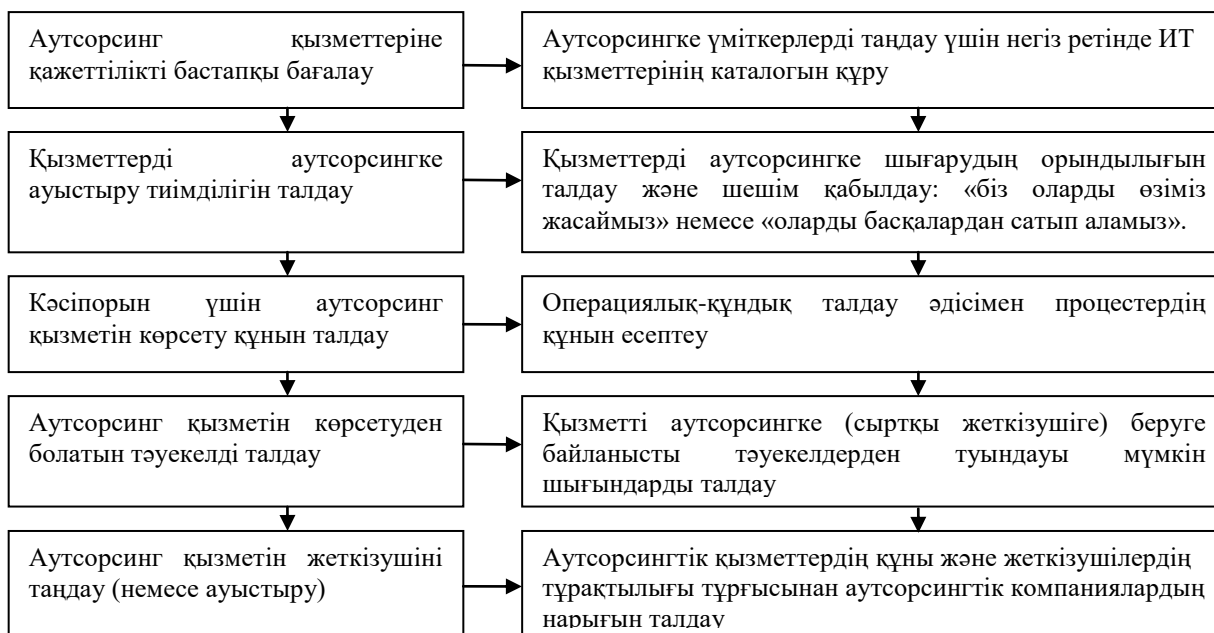 Аутсорсинг қызметтеріне
қажеттілікті бастапқы бағалау
Аутсорсингке үміткерлерді таңдау үшін негіз ретінде ИТ
қызметтерінің каталогын құру
Қызметтерді аутсорсингке
ауыстыру тиімділігін талдау
Қызметтерді аутсорсингке шығарудың орындылығын
талдау және шешім қабылдау: «біз оларды өзіміз
жасаймыз» немесе «оларды басқалардан сатып аламыз».
Кәсіпорын үшін аутсорсинг
қызметін көрсету құнын талдау
Операциялық-құндық талдау әдісімен процестердің
құнын есептеу
Аутсорсинг қызметін көрсетуден
болатын тәуекелді талдау
Қызметті аутсорсингке (сыртқы жеткізушіге) беруге
байланысты тәуекелдерден туындауы мүмкін
шығындарды талдау
Аутсорсинг қызметін жеткізушіні
таңдау (немесе ауыстыру)
Аутсорсингтік қызметтердің құны және жеткізушілердің
тұрақтылығы тұрғысынан аутсорсингтік компаниялардың
нарығын талдау